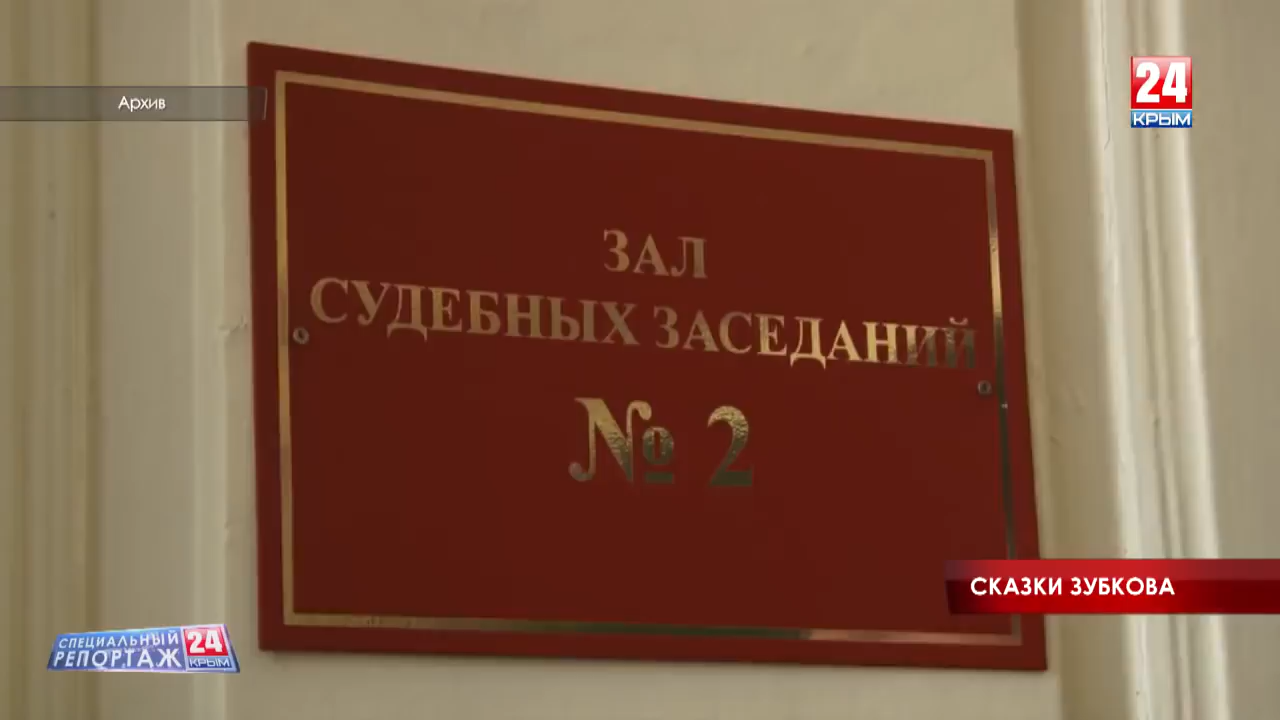 Архив
24
КРЫМ
ЗАЛ
СУДЕБНЫХ ЗАСЕДАНИЙ
№ 2
СКАЗКИ ЗУБКОВА
СПЕЦИАЛЬНЫЙ
РЕПОРТАЖ
24
КРЫМ